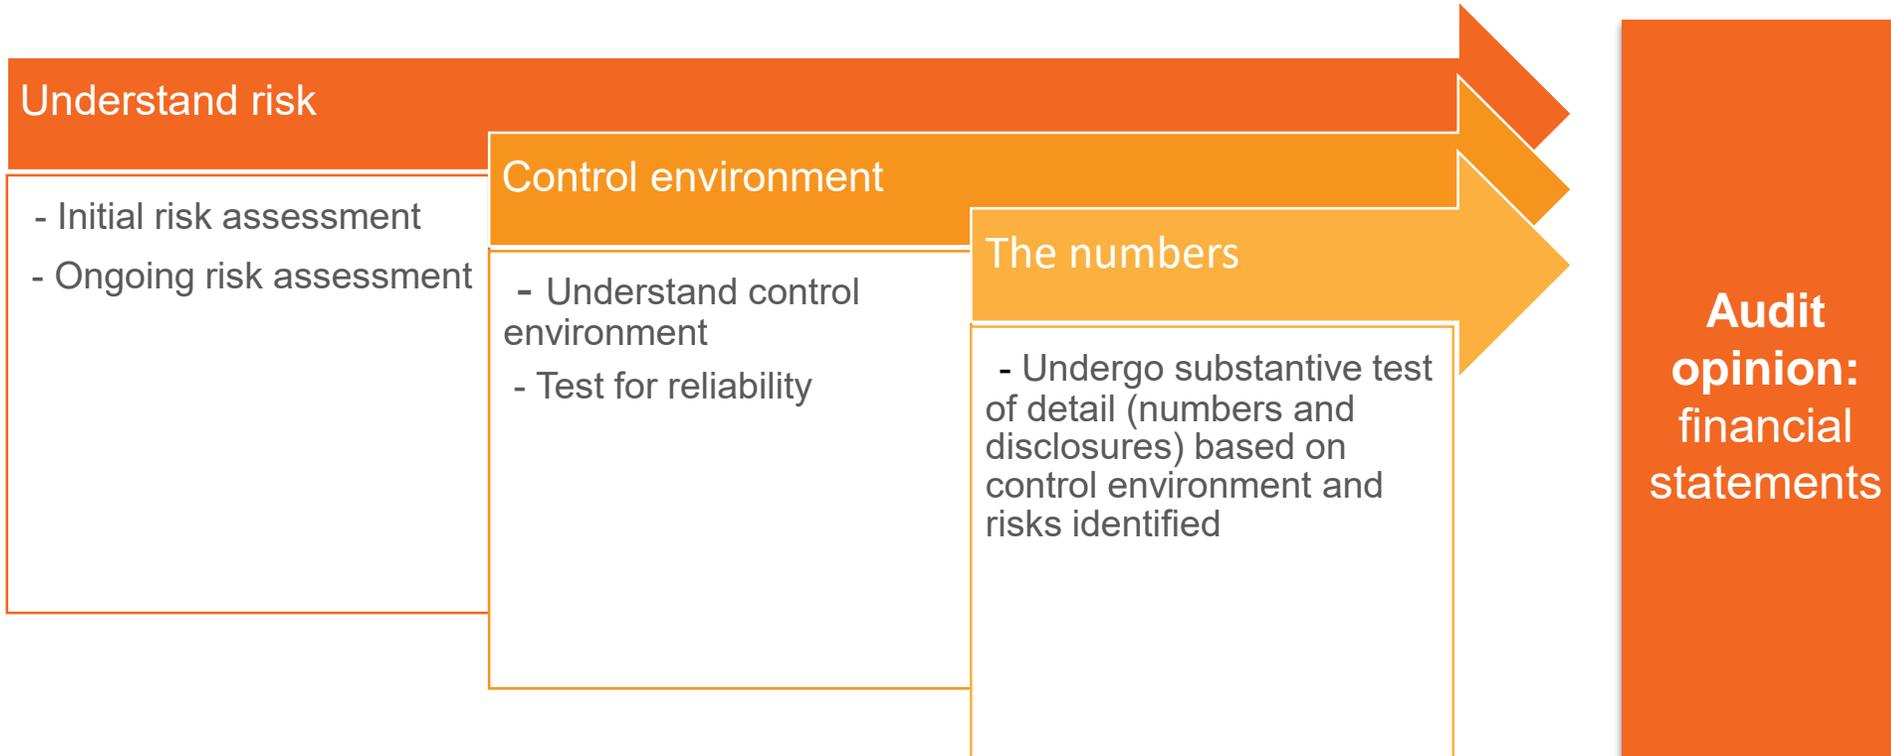 Understand risk
- Initial risk assessment
- Ongoing risk assessment
Control environment
- Understand control
environment
- Test for reliability
The numbers
- Undergo substantive test
of detail (numbers and
disclosures) based on
control environment and
risks identified
Audit
opinion:
financial
statements